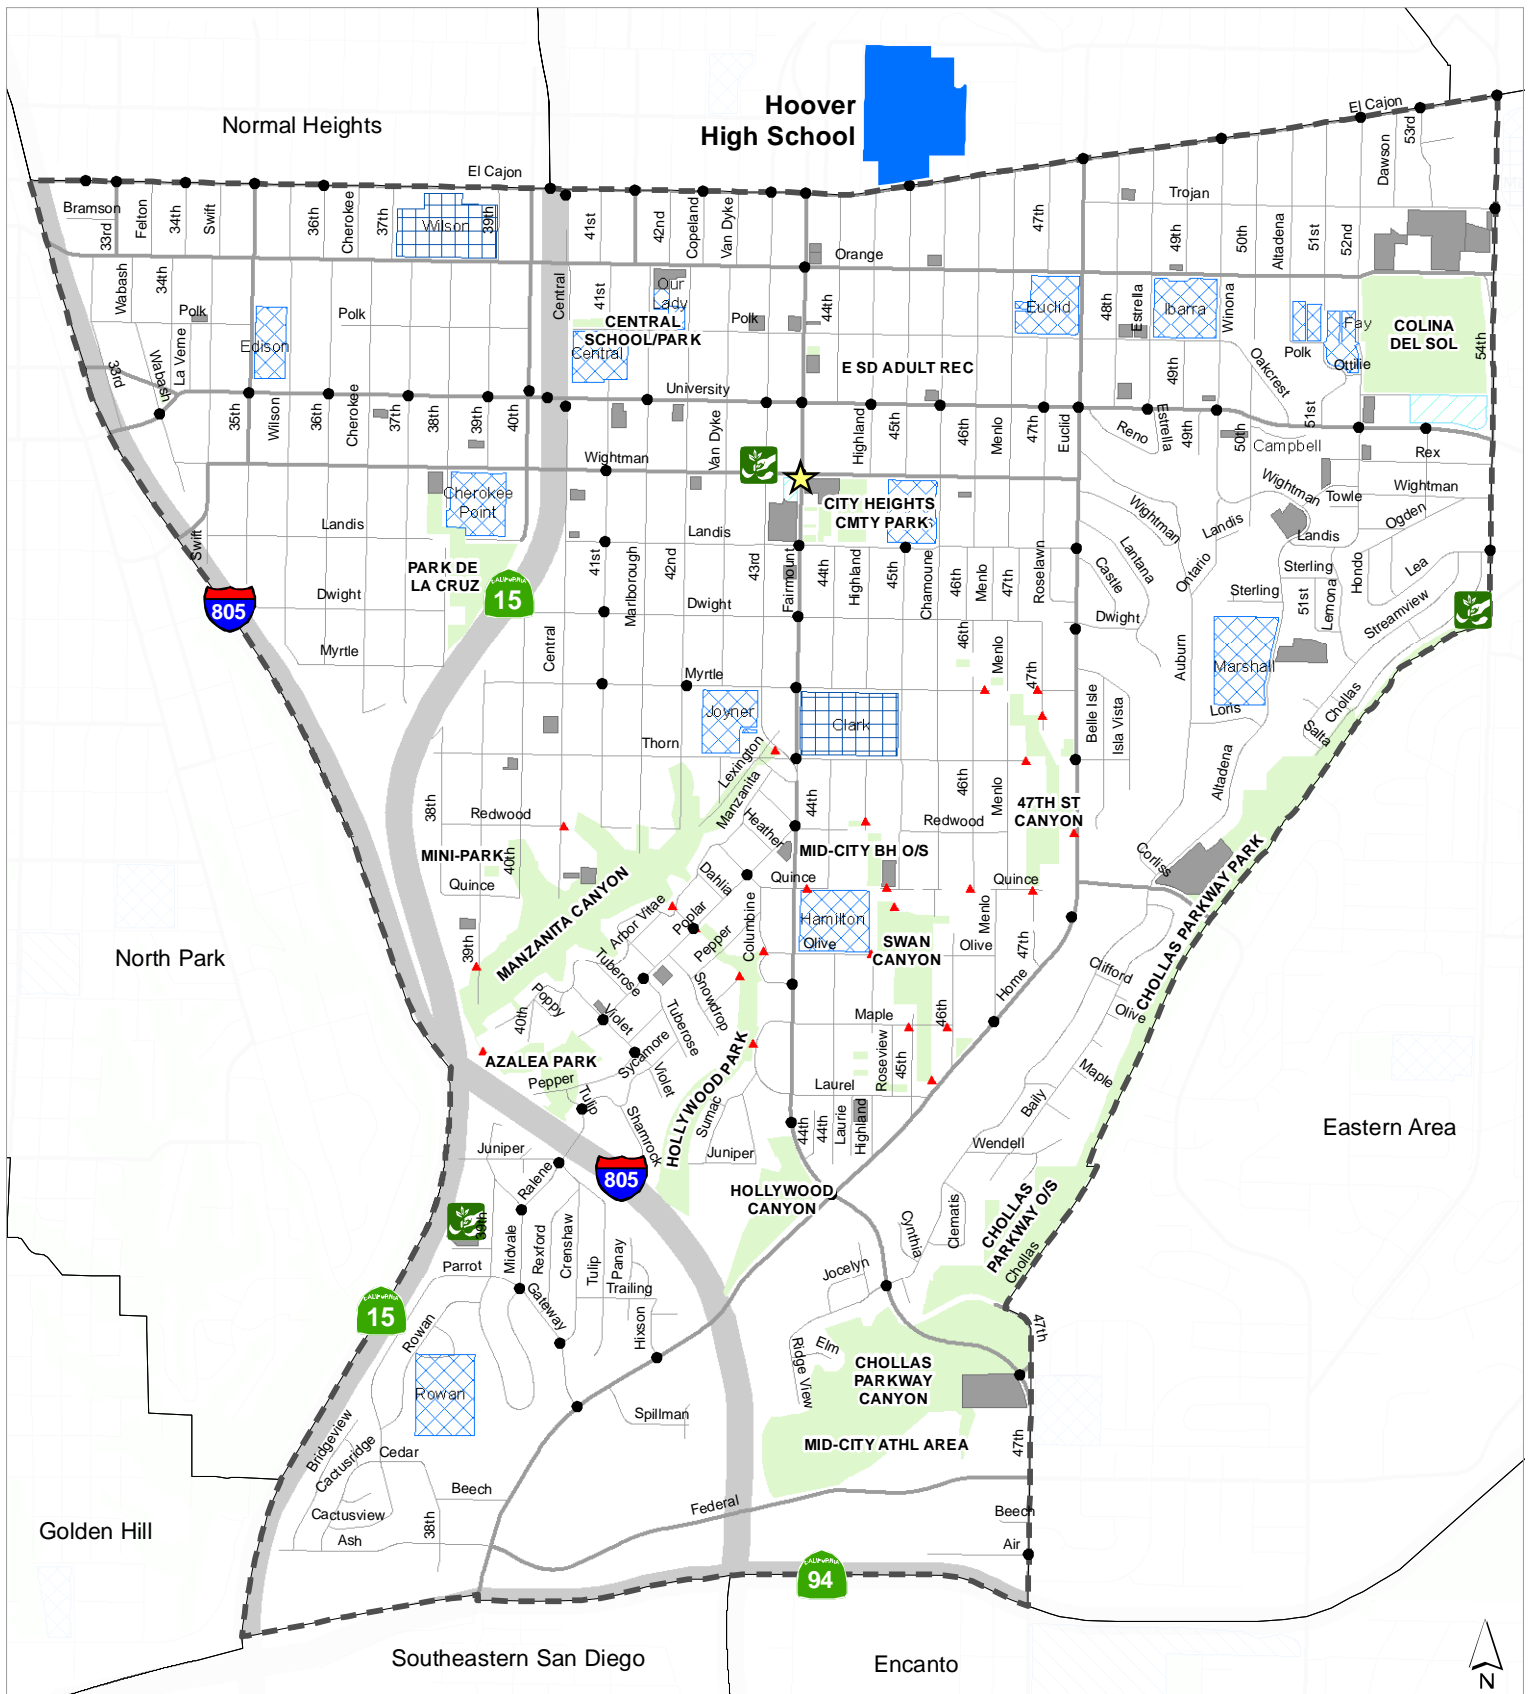 Hoover
High School
Normal Heights
El Cajon
El Cajon
53rd
Dawson
Bramson
33rd
Felton
34th
Swift
36th
Cherokee
37th
Wilson
39th
41st
42nd
Copeland
Van Dyke
47th
Trojan
49th
50th
Altadena
51st
52nd
Orange
Wabash
34th
Polk
La Verne
Edison
Polk
Central
41st
Our
Lady
CENTRAL
SCHOOL/PARK
Central
Polk
44th
Euclid
48th
Estrella
Ibarra
Winona
Fay
Polk
Ottilie
COLINA
DEL SOL
54th
33rd
Wabash
E SD ADULT REC
University
49th
Oakcrest
51st
35th
Wilson
36th
Cherokee
37th
38th
39th
40th
Van Dyke
Highland
45th
46th
Menlo
47th
Euclid
Reno
Estrella
49th
50th
Campbell
Rex
Wightman
Cherokee
Point
CITY HEIGHTS
CMTY PARK
Wightman
Wightman
Towle
Wightman
Ogden
Landis
Landis
Landis
Landis
Swift
PARK DE
LA CRUZ
CALIFORNIA
15
805
Dwight
41st
Marlborough
42nd
43rd
Fairmount
44th
Highland
45th
Chamoune
46th
Menlo
47th
Roselawn
Castle
Lantana
Ontario
Sterling
Sterling
51st
Lemona
Hondo
Lea
Streamview
Dwight
Dwight
Myrtle
Central
Myrtle
46th
Menlo
47th
Auburn
Marshall
Belle Isle
Isla Vista
Loris
Salta
Chollas
Joyner
Clark
Thorn
Lexington
Manzanita
38th
Redwood
44th
46th
Menlo
47TH ST
CANYON
Redwood
Altadena
Heather
MINI-PARK
40th
Quince
MID-CITY BH O/S
Quince
Quince
Corliss
MANZANITA CANYON
Dahlia
Arbor Vitae
Poplar
Pepper
Columbine
Hamilton
Olive
SWAN
CANYON
Menlo
Olive
47th
CHOLLAS PARKWAY PARK
North Park
39th
Tuberose
Poppy
40th
Violet
Snowdrop
Tuberose
Home
Clifford
Olive
Maple
46th
AZALEA PARK
Sycamore
Pepper
Violet
Tulip
HOLLYWOOD PARK
Roseview
45th
Laurel
Maple
Baily
Eastern Area
Shamrock
Sumac
44th
44th
Laurie
Highland
Juniper
Juniper
Wendell
Ralene
805
HOLLYWOOD
CANYON
CHOLLAS
PARKWAY O/S
Chollas
39th
Midvale
Rexford
Crenshaw
Tulip
Panay
Cynthia
Clematis
Parrot
Trailing
Jocelyn
Gateway
Hixson
CALIFORNIA
15
Rowan
Elm
Ridge View
47th
CHOLLAS
PARKWAY
CANYON
Rowan
Spillman
MID-CITY ATHL AREA
47th
Bridgeview
Cactusridge
Cedar
Beech
Federal
Beech
Cactusview
38th
Ash
Air
Golden Hill
CALIFORNIA
94
Southeastern San Diego
Encanto
N